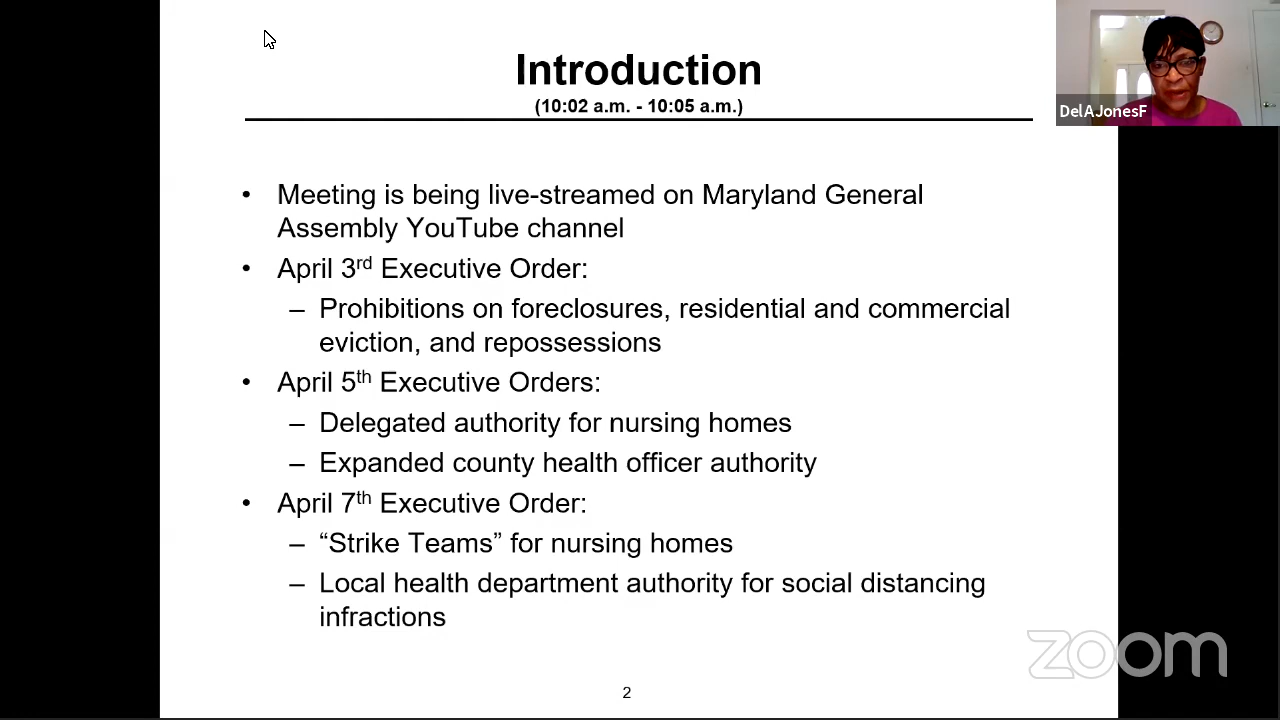 Introduction
(10:02 a.m. - 10:05 a.m.)
DelAJonesF
• Meeting is being live-streamed on Maryland General
Assembly YouTube channel
• April 3rd Executive Order:
– Prohibitions on foreclosures, residential and commercial
eviction, and repossessions
• April 5th Executive Orders:
– Delegated authority for nursing homes
– Expanded county health officer authority
• April 7th Executive Order:
– “Strike Teams” for nursing homes
– Local health department authority for social distancing
infractions
zoom
2